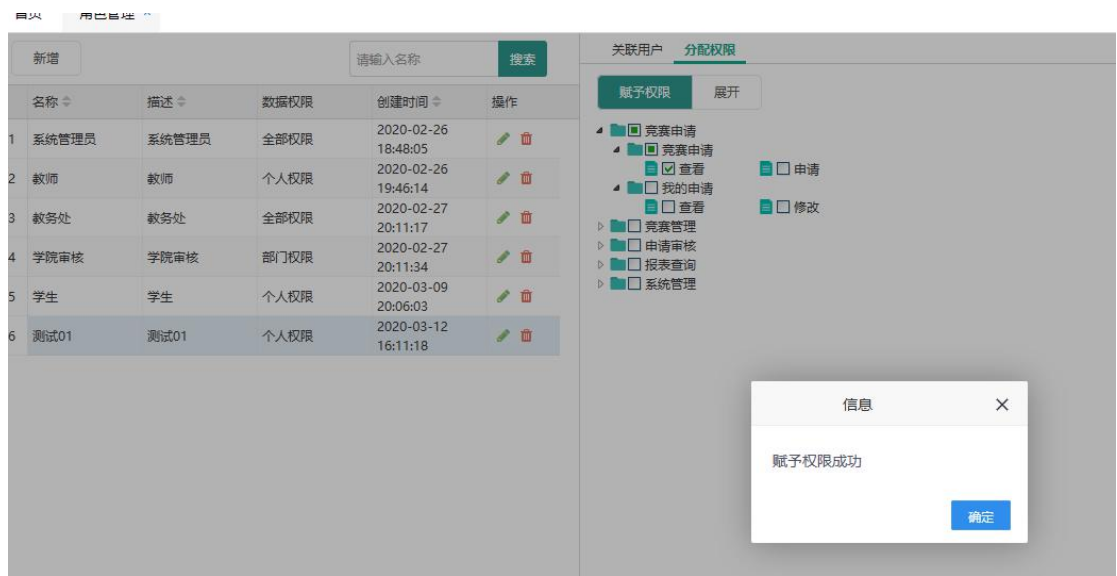 首页 角色管理 ×
新增 请输入名称 搜索
名称 描述 数据权限 创建时间 操作
1 系统管理员 系统管理员 全部权限 2020-02-26
18:48:05
2 教师 教师 个人权限 2020-02-26
19:46:14
3 教务处 教务处 全部权限 2020-02-27
20:11:17
4 学院审核 学院审核 部门权限 2020-02-27
20:11:34
5 学生 学生 个人权限 2020-03-09
20:06:03
6 测试01 测试01 个人权限 2020-03-12
16:11:18
关联用户 分配权限
赋予权限 展开
竞赛申请
竞赛申请
查看 申请
我的申请
查看 修改
竞赛管理
申请审核
报表查询
系统管理
信息
赋予权限成功
确定